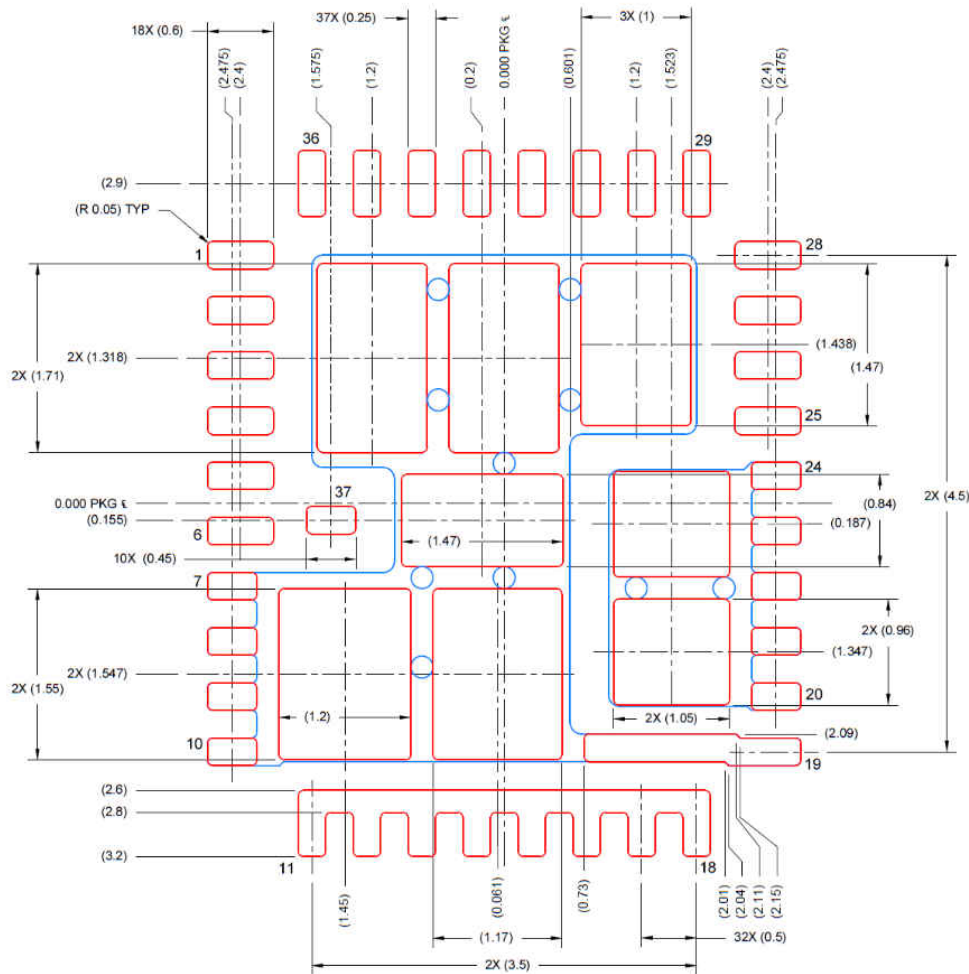 37X (0.25)
3X (1)
18X (0.6)
(2.475)
(2.4)
(1.575)
(1.2)
(0.2)
0.000 PKG ℄
(0.601)
(1.2)
(1.523)
(2.4)
(2.475)
36
29
(2.9)
(R 0.05) TYP
1
28
2X (1.318)
(1.438)
2X (1.71)
(1.47)
25
24
37
0.000 PKG ℄
(0.155)
(0.84)
2X (4.5)
(0.187)
6
(1.47)
10X (0.45)
7
2X (0.96)
(1.347)
2X (1.547)
2X (1.55)
20
(1.2)
2X (1.05)
(2.09)
10
19
(2.6)
(2.8)
(3.2)
11
18
(1.45)
(0.061)
(0.73)
(2.01)
(2.04)
(2.11)
(2.15)
(1.17)
32X (0.5)
2X (3.5)